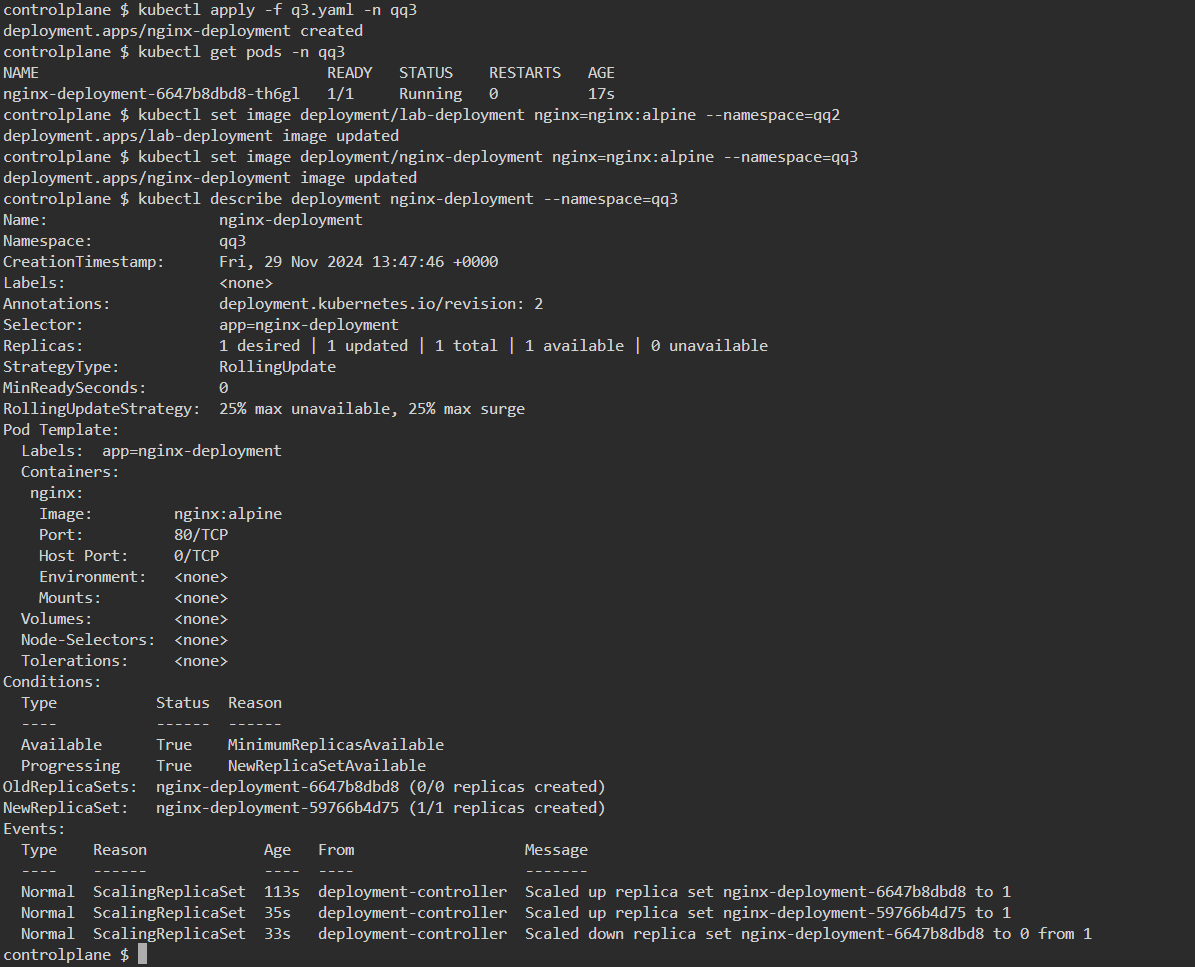 controlplane $ kubectl apply -f q3.yaml -n qq3
deployment.apps/nginx-deployment created
controlplane $ kubectl get pods -n qq3
NAME                                READY   STATUS    RESTARTS   AGE
nginx-deployment-6647b8dbd8-th6gl   1/1     Running   0          17s
controlplane $ kubectl set image deployment/lab-deployment nginx=nginx:alpine --namespace=qq2
deployment.apps/lab-deployment image updated
controlplane $ kubectl set image deployment/nginx-deployment nginx=nginx:alpine --namespace=qq3
deployment.apps/nginx-deployment image updated
controlplane $ kubectl describe deployment nginx-deployment --namespace=qq3
Name:                   nginx-deployment
Namespace:              qq3
CreationTimestamp:      Fri, 29 Nov 2024 13:47:46 +0000
Labels:                 <none>
Annotations:            deployment.kubernetes.io/revision: 2
Selector:               app=nginx-deployment
Replicas:               1 desired | 1 updated | 1 total | 1 available | 0 unavailable
StrategyType:           RollingUpdate
MinReadySeconds:        0
RollingUpdateStrategy:  25% max unavailable, 25% max surge
Pod Template:
  Labels:  app=nginx-deployment
  Containers:
   nginx:
    Image:         nginx:alpine
    Port:          80/TCP
    Host Port:     0/TCP
    Environment:   <none>
    Mounts:        <none>
  Volumes:         <none>
  Node-Selectors:  <none>
  Tolerations:     <none>
Conditions:
  Type           Status  Reason
  ----           ------  ------
  Available      True    MinimumReplicasAvailable
  Progressing    True    NewReplicaSetAvailable
OldReplicaSets:  nginx-deployment-6647b8dbd8 (0/0 replicas created)
NewReplicaSet:   nginx-deployment-59766b4d75 (1/1 replicas created)
Events:
  Type    Reason             Age   From                   Message
  ----    ------             ----  ----                   -------
  Normal  ScalingReplicaSet  113s  deployment-controller  Scaled up replica set nginx-deployment-6647b8dbd8 to 1
  Normal  ScalingReplicaSet  35s   deployment-controller  Scaled up replica set nginx-deployment-59766b4d75 to 1
  Normal  ScalingReplicaSet  33s   deployment-controller  Scaled down replica set nginx-deployment-6647b8dbd8 to 0 from 1
controlplane $